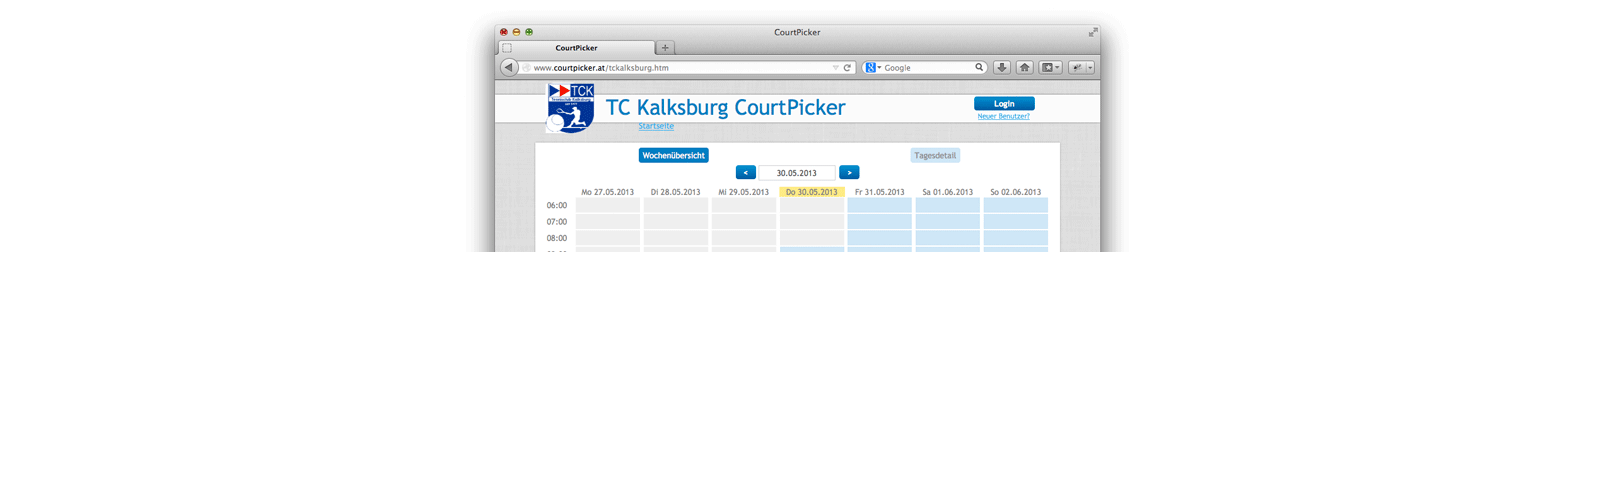 CourtPicker
CourtPicker
www.courtpicker.at/tckalksburg.htm
Google
TCK
TC Kalksburg CourtPicker
Login
Neuer Benutzer?
Startseite
Wochenübersicht
Tagesdetail
< 30.05.2013 >
Mo 27.05.2013 Di 28.05.2013 Mi 29.05.2013 Do 30.05.2013 Fr 31.05.2013 Sa 01.06.2013 So 02.06.2013
06:00
07:00
08:00